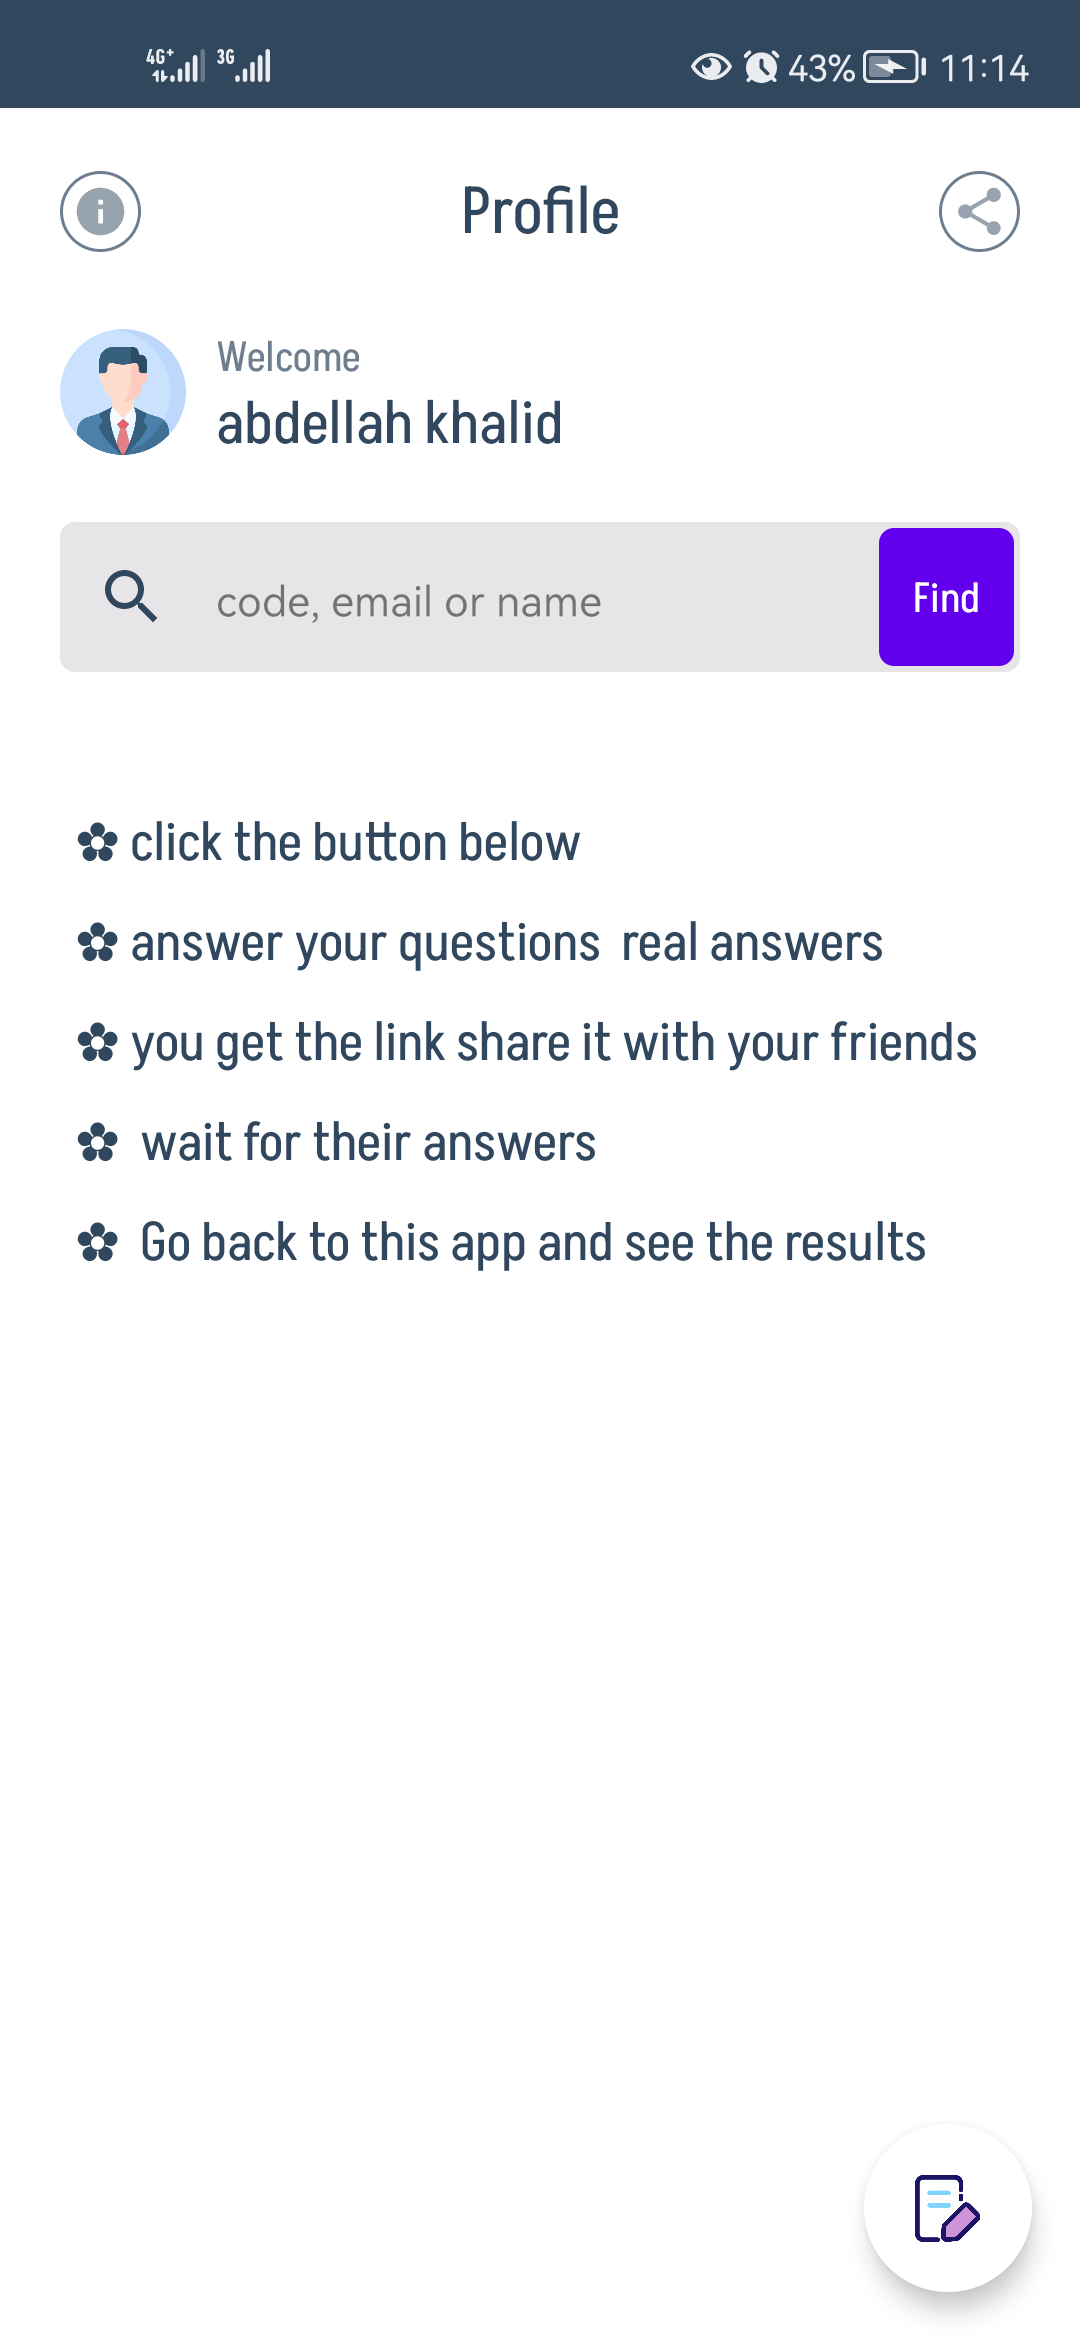 4G+ 3G 43% 11:14
Profile
Welcome
abdellah khalid
code, email or name
Find
✿ click the button below
✿ answer your questions  real answers
✿ you get the link share it with your friends
✿  wait for their answers
✿  Go back to this app and see the results